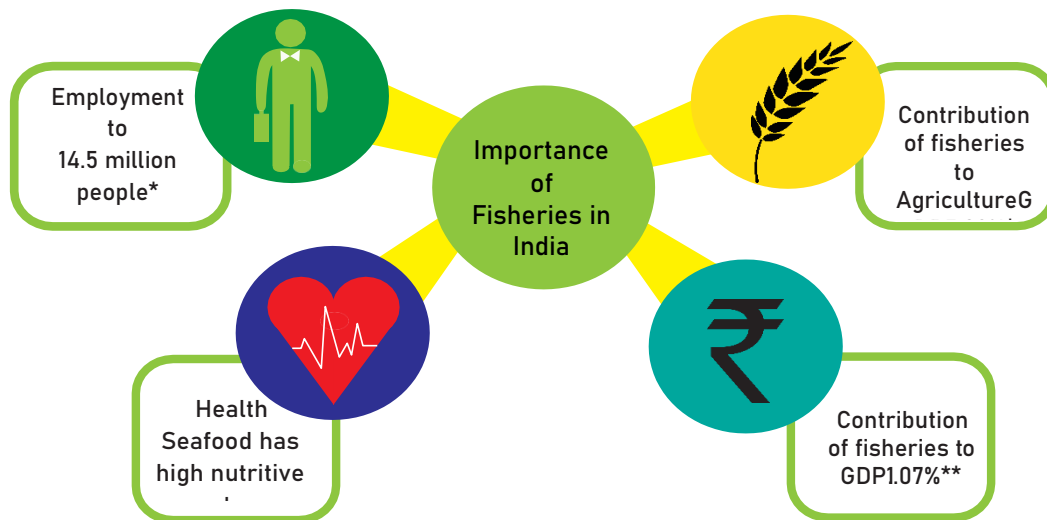 Importance
of
Fisheries in
India
Employment
to
14.5 million
people*
Contribution
of fisheries
to
AgricultureG
Health
Seafood has
high nutritive
Contribution
of fisheries to
GDP1.07%**